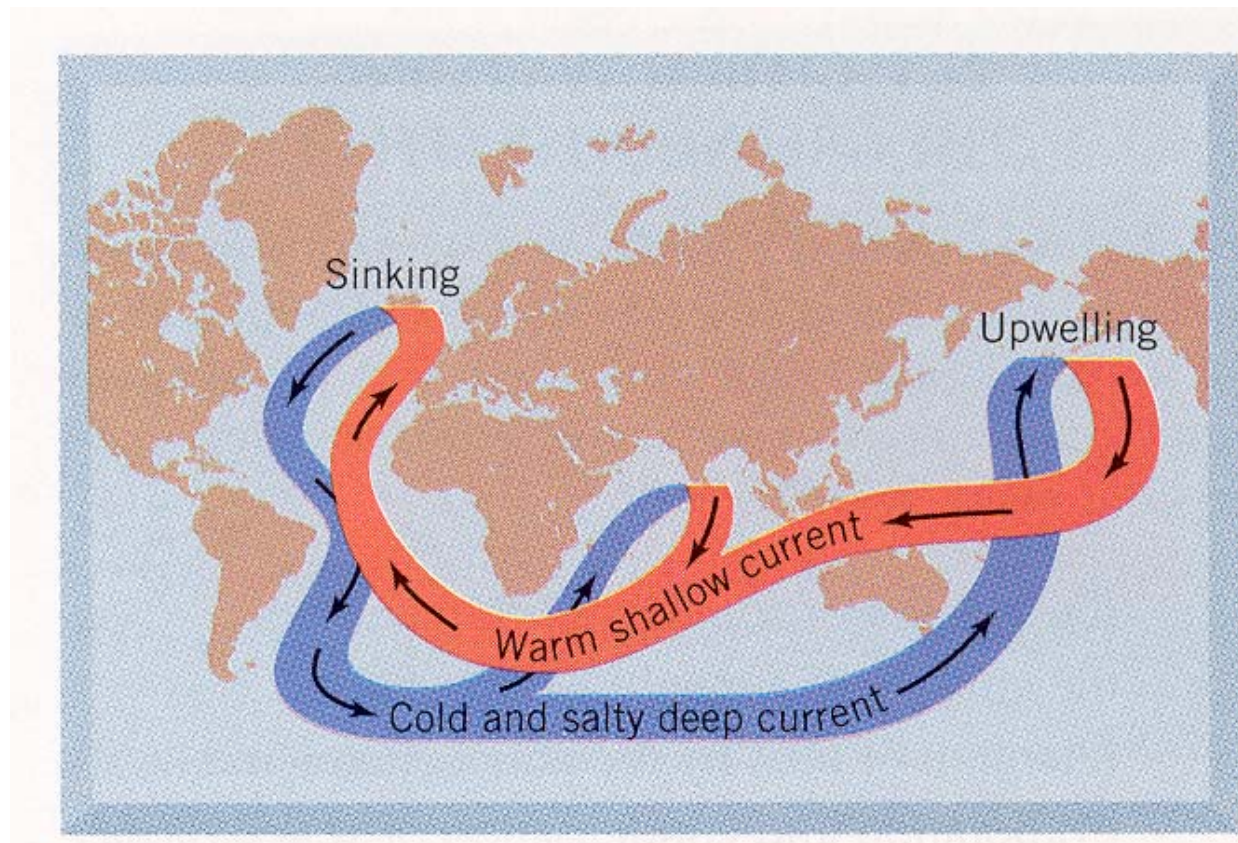 Sinking
Upwelling
Warm shallow current
Cold and salty deep current